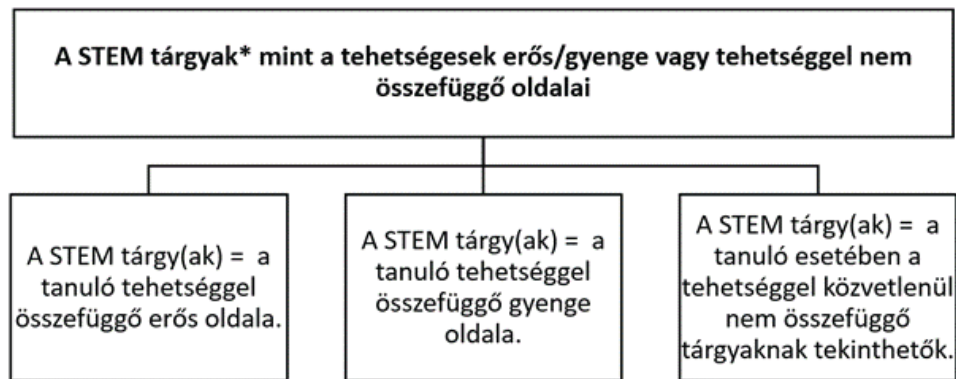 A STEM tárgyak* mint a tehetségesek erős/gyenge vagy tehetséggel nem
összefüggő oldalai
A STEM tárgy(ak) = a
tanuló tehetséggel
összefüggő erős oldala.
A STEM tárgy(ak) = a
tanuló tehetséggel
összefüggő gyenge
oldala.
A STEM tárgy(ak) = a
tanuló esetében a
tehetséggel közvetlenül
nem összefüggő
tárgyaknak tekinthetők.